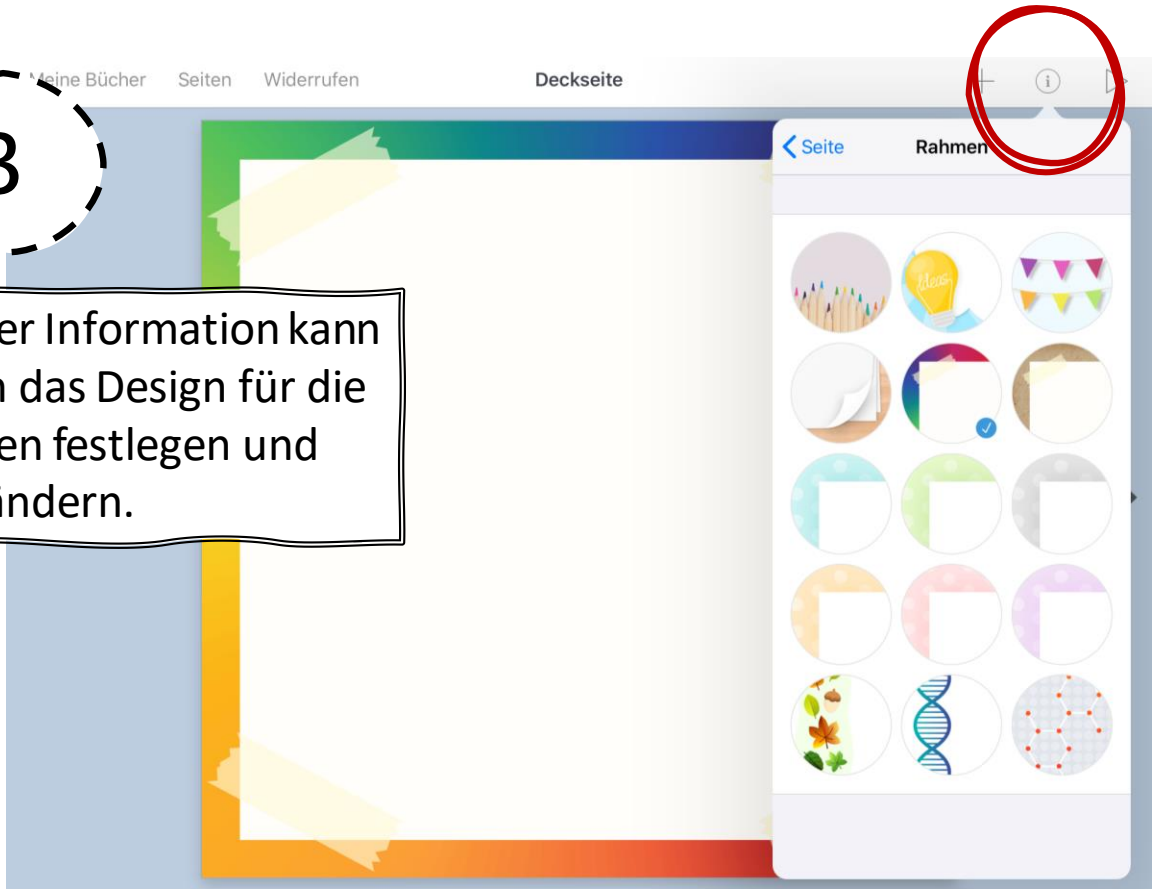 Meine Bücher Seiten Widerrufen Deckseite
3
Seite Rahmen
Ideas
er Information kann
das Design für die
en festlegen und
ändern.